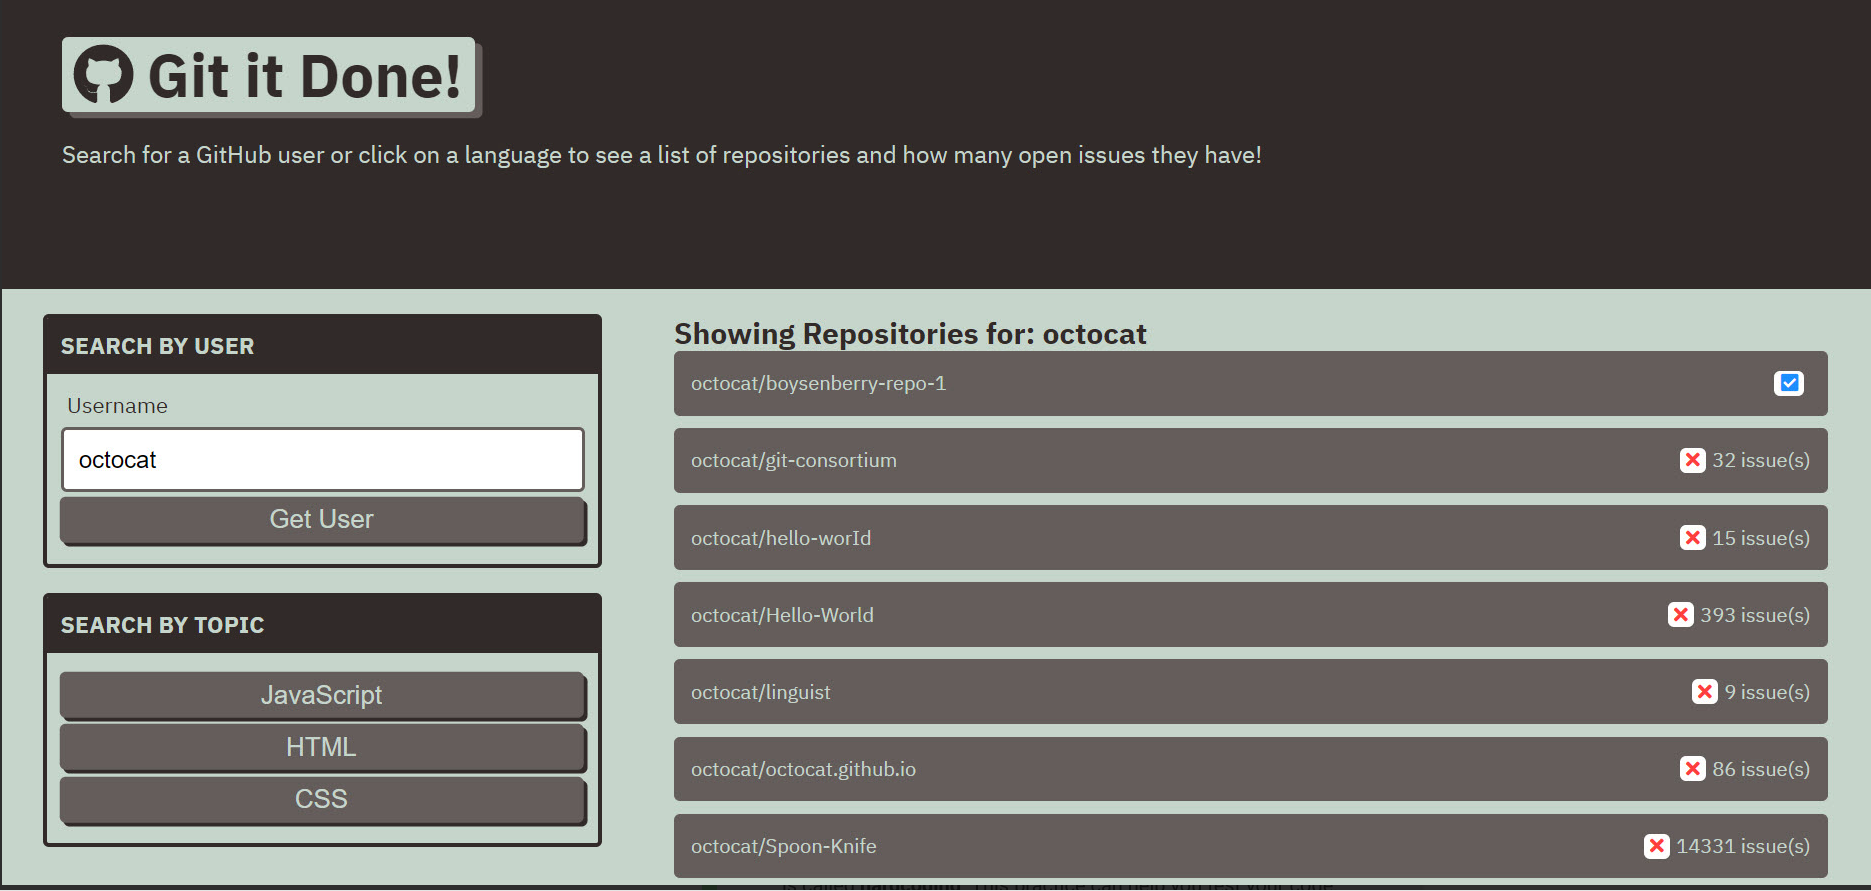 Git it Done!
Search for a GitHub user or click on a language to see a list of repositories and how many open issues they have!
SEARCH BY USER
Username
octocat
Get User
SEARCH BY TOPIC
JavaScript
HTML
CSS
Showing Repositories for: octocat
octocat/boysenberry-repo-1
octocat/git-consortium 32 issue(s)
octocat/hello-worId 15 issue(s)
octocat/Hello-World 393 issue(s)
octocat/linguist 9 issue(s)
octocat/octocat.github.io 86 issue(s)
octocat/Spoon-Knife 14331 issue(s)